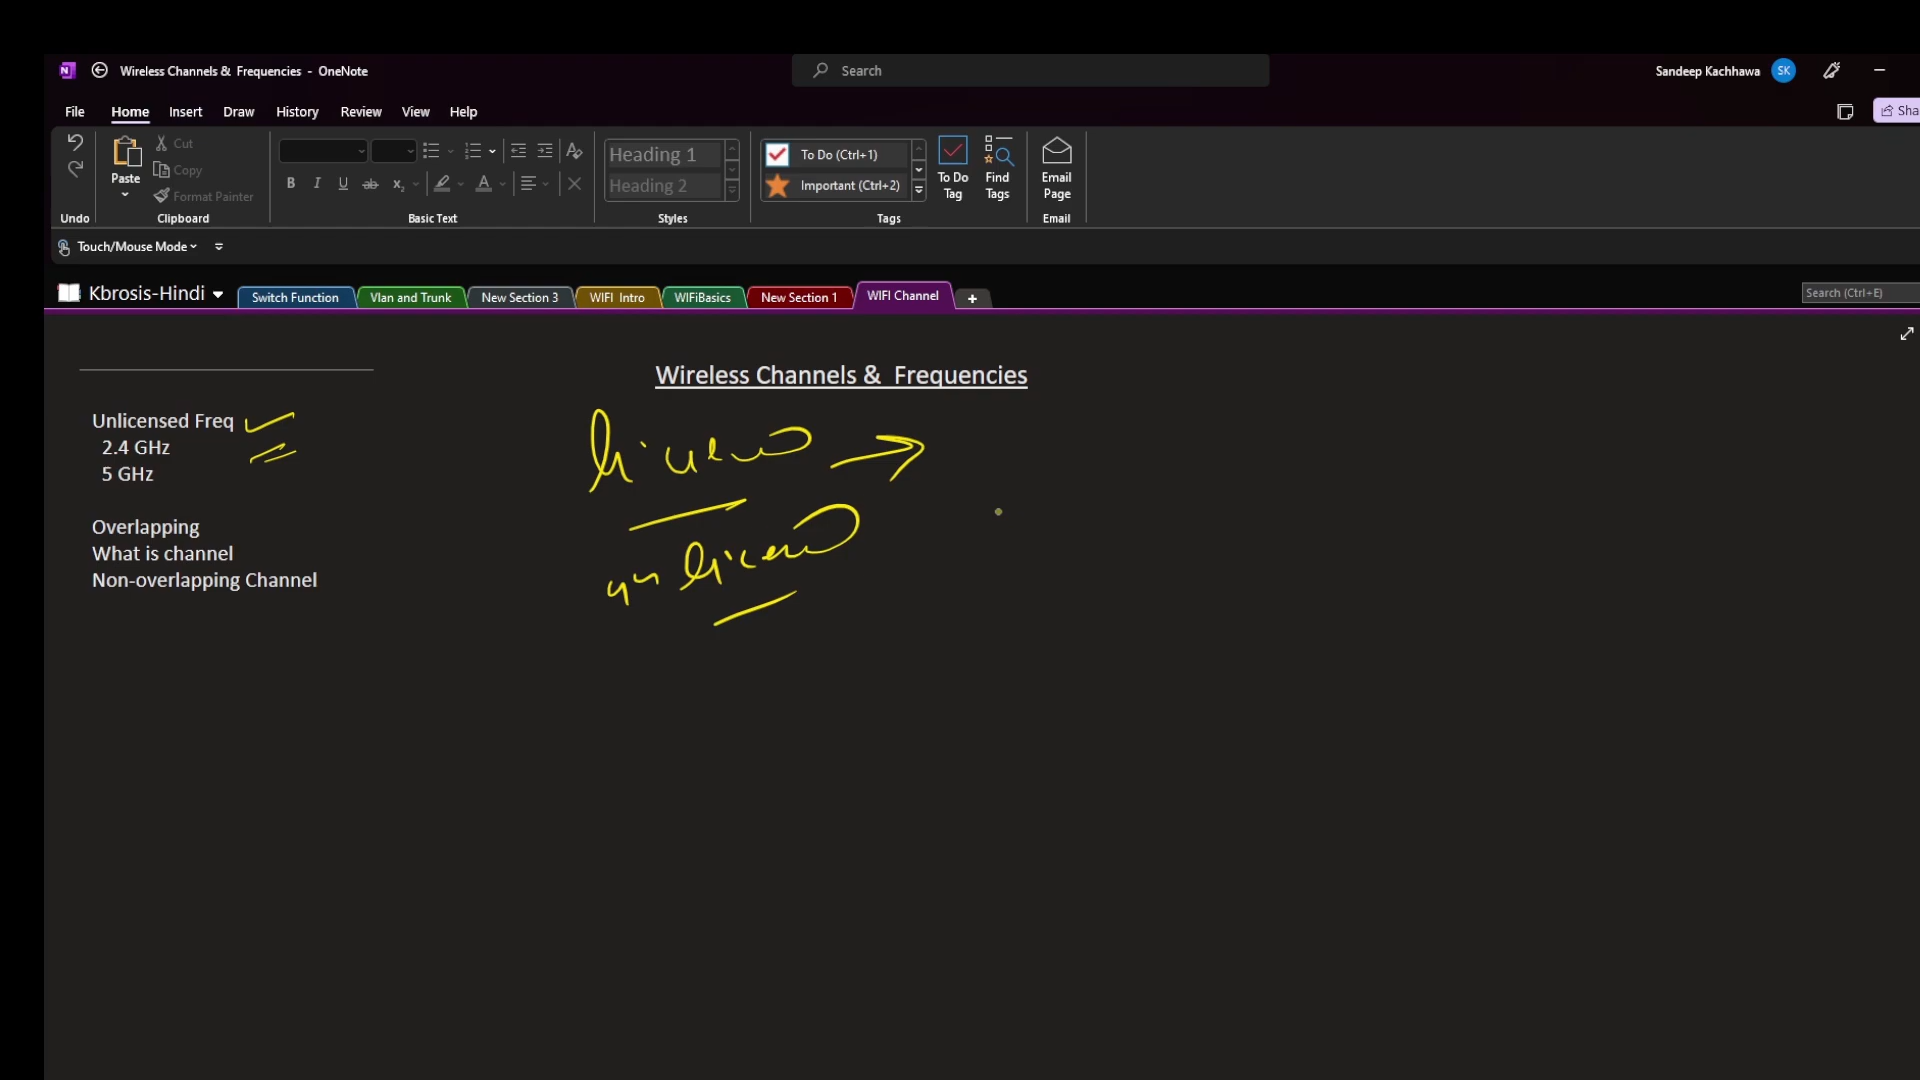 Wireless Channels & Frequencies - OneNote
Search
Sandeep Kachhawa
SK
File Home Insert Draw History Review View Help
Sha
Undo
Paste
Cut
Copy
Format Painter
Clipboard
B I U ab x
A
Basic Text
Heading 1
Heading 2
Styles
To Do (Ctrl+1)
Important (Ctrl+2)
Tags
To Do
Tag
Find
Tags
Email
Page
Email
Touch/Mouse Mode
Kbrosis-Hindi
Switch Function
Vlan and Trunk
New Section 3
WIFI Intro
WIFiBasics
New Section 1
WIFI Channel
+
Search (Ctrl+E)
Wireless Channels & Frequencies
Unlicensed Freq
2.4 GHz
5 GHz
Overlapping
What is channel
Non-overlapping Channel